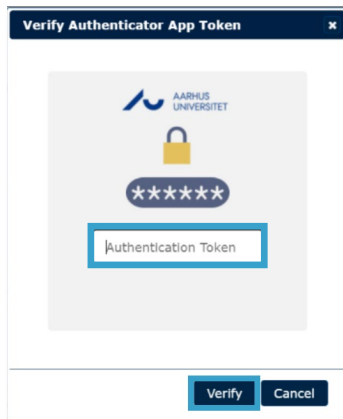 Verify Authenticator App Token ×
AARHUS
UNIVERSITET
******
Authentication Token
Verify Cancel